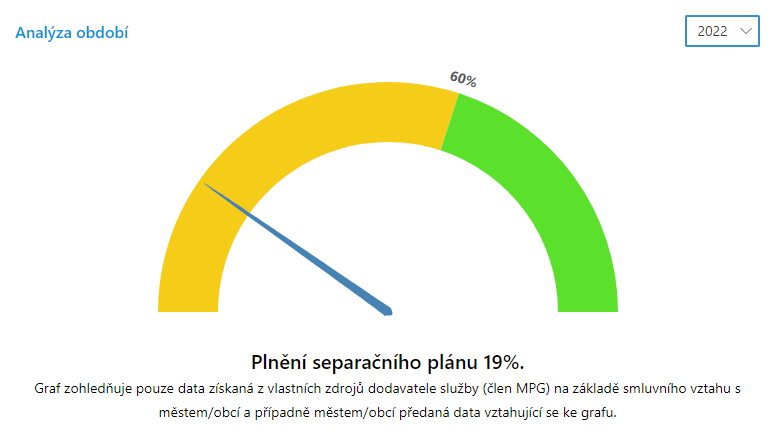 Analýza období
2022
60%
Plnění separačního plánu 19%.
Graf zohledňuje pouze data získaná z vlastních zdrojů dodavatele služby (člen MPG) na základě smluvního vztahu s
městem/obcí a případně městem/obcí předaná data vztahující se ke grafu.